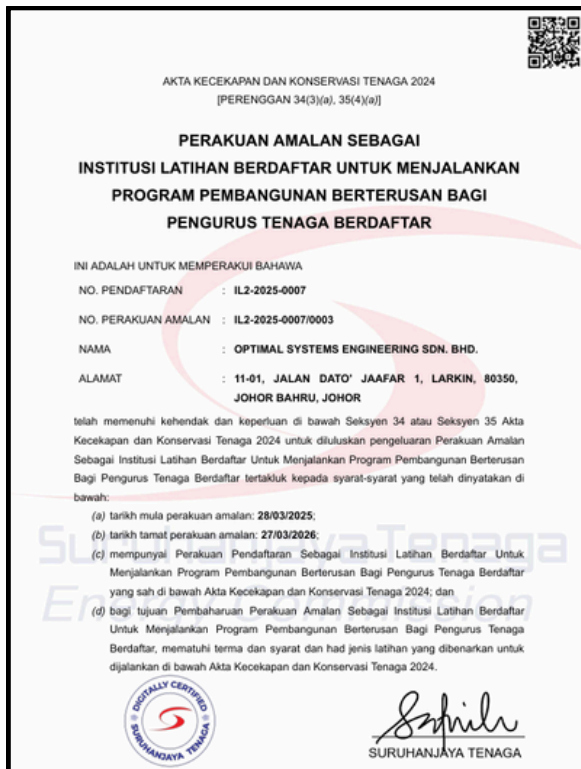 AKTA KECEKAPAN DAN KONSERVASI TENAGA 2024
[PERENGGAN 34(3)(a), 35(4)(a)]
PERAKUAN AMALAN SEBAGAI
INSTITUSI LATIHAN BERDAFTAR UNTUK MENJALANKAN
PROGRAM PEMBANGUNAN BERTERUSAN BAGI
PENGURUS TENAGA BERDAFTAR
INI ADALAH UNTUK MEMPERAKUI BAHAWA
NO. PENDAFTARAN : IL2-2025-0007
NO. PERAKUAN AMALAN : IL2-2025-0007/0003
NAMA : OPTIMAL SYSTEMS ENGINEERING SDN. BHD.
ALAMAT : 11-01, JALAN DATO' JAAFAR 1, LARKIN, 80350,
JOHOR BAHRU, JOHOR
telah memenuhi kehendak dan keperluan di bawah Seksyen 34 atau Seksyen 35 Akta
Kecekapan dan Konservasi Tenaga 2024 untuk diluluskan pengeluaran Perakuan Amalan
Sebagai Institusi Latihan Berdaftar Untuk Menjalankan Program Pembangunan Berterusan
Bagi Pengurus Tenaga Berdaftar tertakluk kepada syarat-syarat yang telah dinyatakan di
bawah:
(a) tarikh mula perakuan amalan: 28/03/2025;
(b) tarikh tamat perakuan amalan: 27/03/2026;
(c) mempunyai Perakuan Pendaftaran Sebagai Institusi Latihan Berdaftar Untuk
Menjalankan Program Pembangunan Berterusan Bagi Pengurus Tenaga Berdaftar
yang sah di bawah Akta Kecekapan dan Konservasi Tenaga 2024; dan
(d) bagi tujuan Pembaharuan Perakuan Amalan Sebagai Institusi Latihan Berdaftar
Untuk Menjalankan Program Pembangunan Berterusan Bagi Pengurus Tenaga
Berdaftar, mematuhi terma dan syarat dan had jenis latihan yang dibenarkan untuk
dijalankan di bawah Akta Kecekapan dan Konservasi Tenaga 2024.
Suruhanjaya Tenaga
Energy Commission
DIGITALLY CERTIFIED
SURUHANJAYA TENAGA
SURUHANJAYA TENAGA